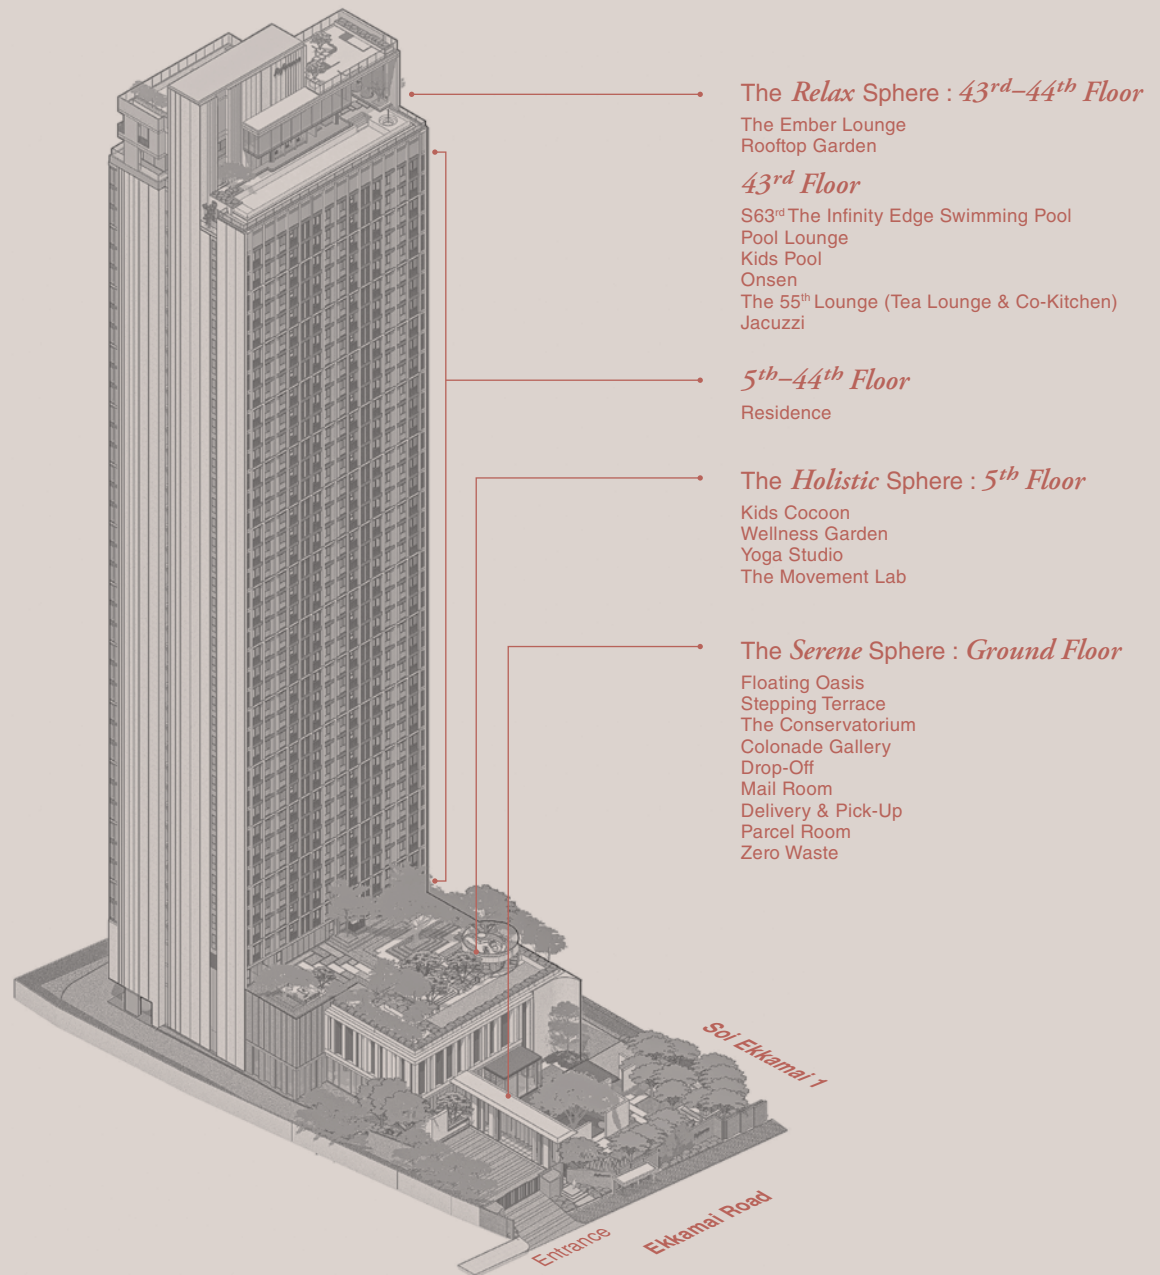 The Relax Sphere : 43rd–44th Floor
The Ember Lounge
Rooftop Garden
43rd Floor
S63rd The Infinity Edge Swimming Pool
Pool Lounge
Kids Pool
Onsen
The 55th Lounge (Tea Lounge & Co-Kitchen)
Jacuzzi
5th–44th Floor
Residence
The Holistic Sphere : 5th Floor
Kids Cocoon
Wellness Garden
Yoga Studio
The Movement Lab
The Serene Sphere : Ground Floor
Floating Oasis
Stepping Terrace
The Conservatorium
Colonade Gallery
Drop-Off
Mail Room
Delivery & Pick-Up
Parcel Room
Zero Waste
Soi Ekkamai 1
Ekkamai Road
Entrance